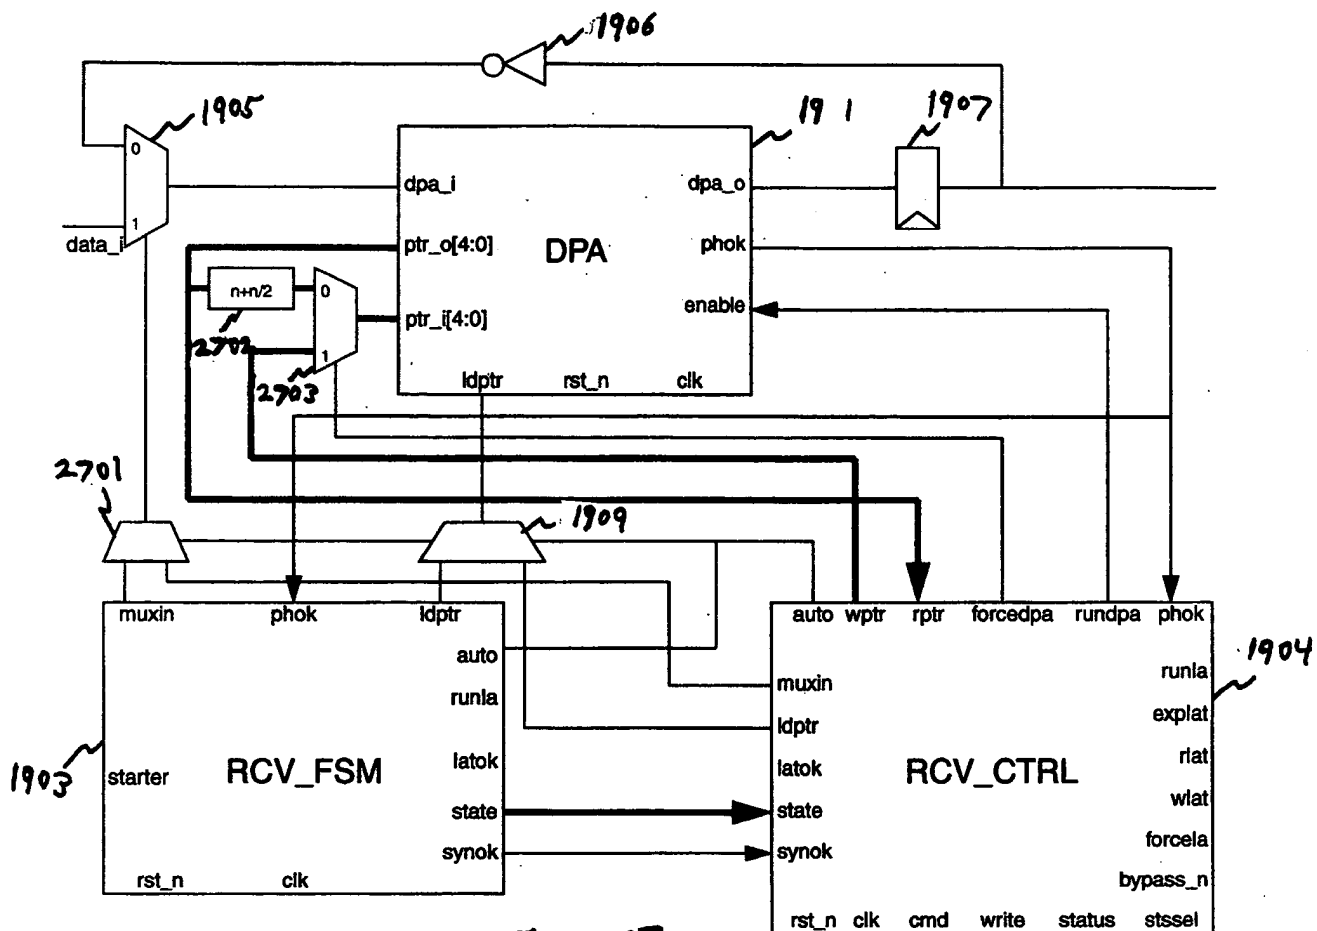 1906
1905
0
1
data_i
19 1
1907
dpa_i
dpa_o
ptr_o[4:0]
DPA
phok
n+n/2
0
1
ptr_i[4:0]
enable
2702
2703
ldptr
rst_n
clk
2701
1909
muxin
phok
ldptr
auto
wptr
rptr
forcedpa
rundpa
phok
auto
runla
latok
state
synok
1903
starter
RCV_FSM
rst_n
clk
muxin
ldptr
latok
state
synok
RCV_CTRL
1904
runla
explat
rlat
wlat
forcela
bypass_n
rst_n
clk
cmd
write
status
stssel